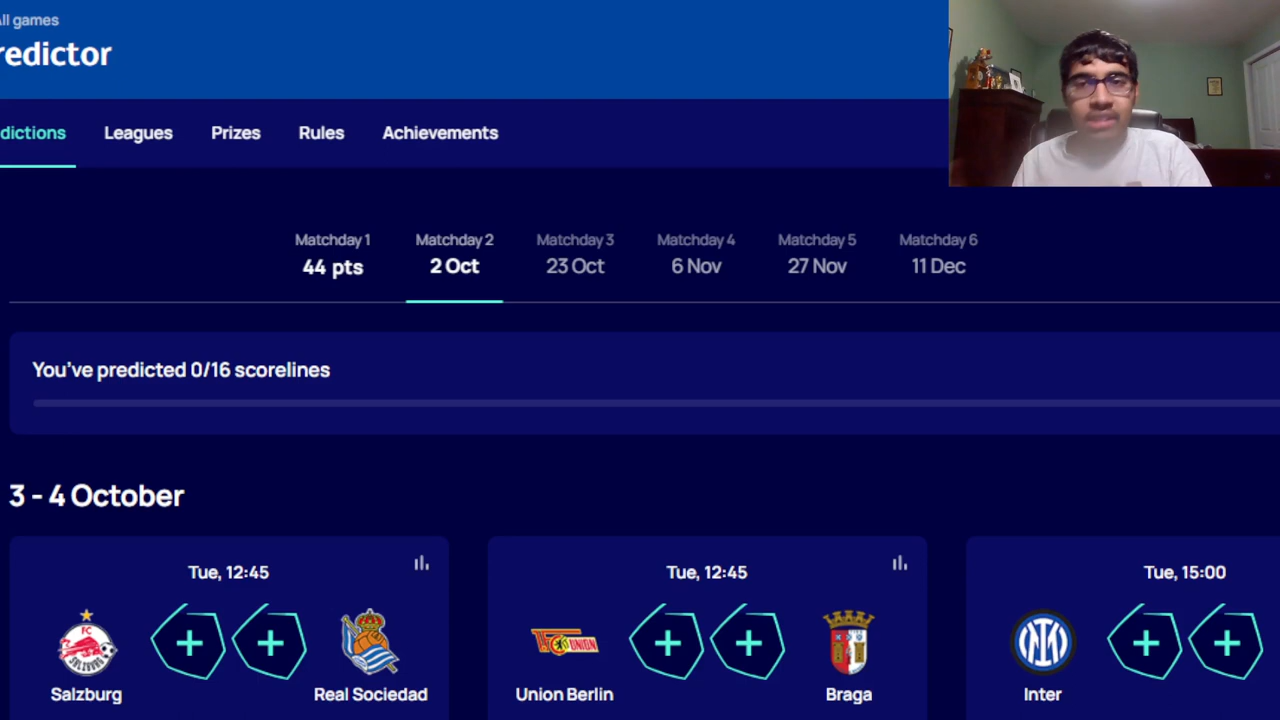 All games
redictor
dictions Leagues Prizes Rules Achievements
Matchday 1 Matchday 2 Matchday 3 Matchday 4 Matchday 5 Matchday 6
44 pts 2 Oct 23 Oct 6 Nov 27 Nov 11 Dec
You've predicted 0/16 scorelines
3 - 4 October
Tue, 12:45 Tue, 12:45 Tue, 15:00
FC SALZBURG UNION
Salzburg Real Sociedad Union Berlin Braga Inter